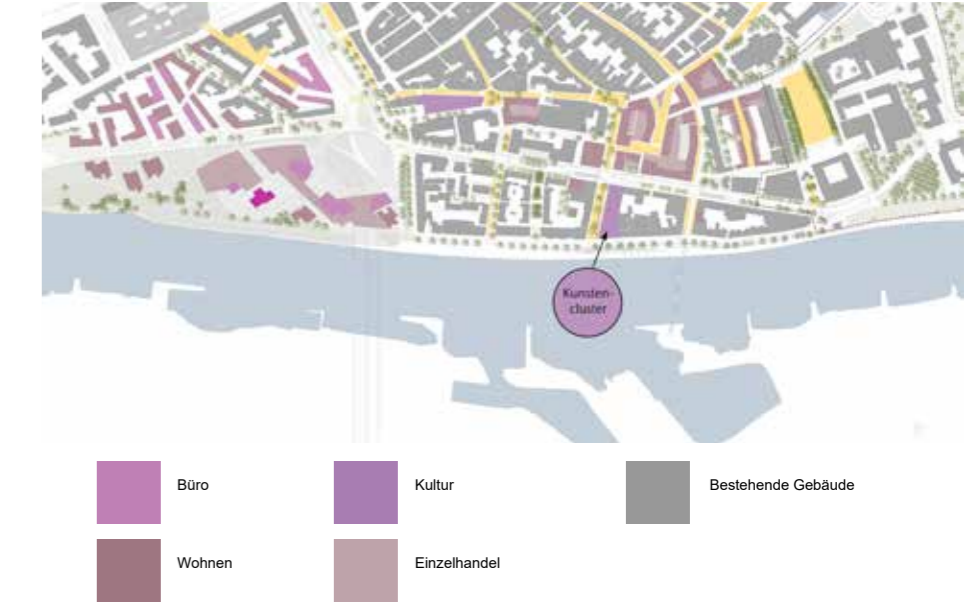 Kunsten-
cluster
Büro
Kultur
Bestehende Gebäude
Wohnen
Einzelhandel